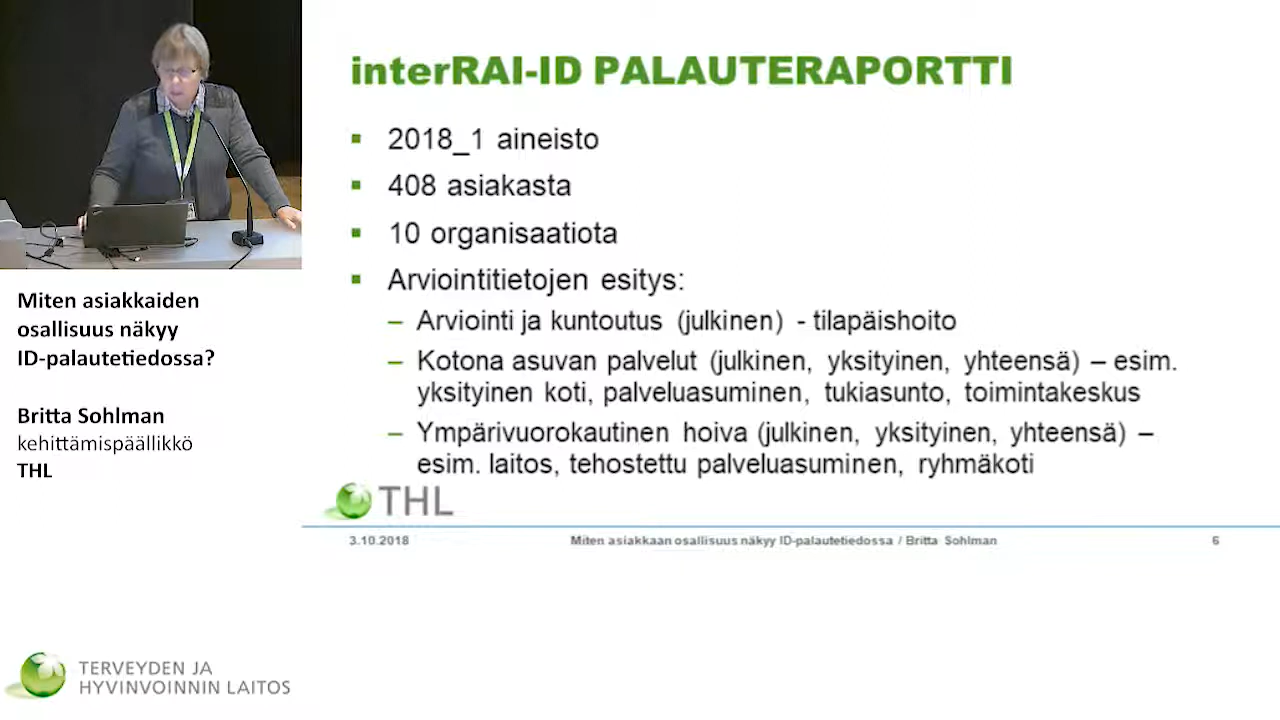 interRAI-ID PALAUTERAPORTTI
▪ 2018_1 aineisto
▪ 408 asiakasta
▪ 10 organisaatiota
▪ Arviointitietojen esitys:
– Arviointi ja kuntoutus (julkinen) - tilapäishoito
– Kotona asuvan palvelut (julkinen, yksityinen, yhteensä) – esim.
yksityinen koti, palveluasuminen, tukiasunto, toimintakeskus
– Ympärivuorokautinen hoiva (julkinen, yksityinen, yhteensä) –
esim. laitos, tehostettu palveluasuminen, ryhmäkoti
THL
3.10.2018 Miten asiakkaan osallisuus näkyy ID-palautetiedossa / Britta Sohlman 6
Miten asiakkaiden
osallisuus näkyy
ID-palautetiedossa?
Britta Sohlman
kehittämispäällikkö
THL
TERVEYDEN JA
HYVINVOINNIN LAITOS